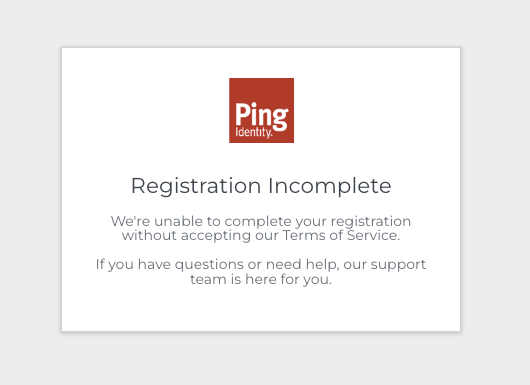 Ping
Identity.
Registration Incomplete
We're unable to complete your registration
without accepting our Terms of Service.
If you have questions or need help, our support
team is here for you.